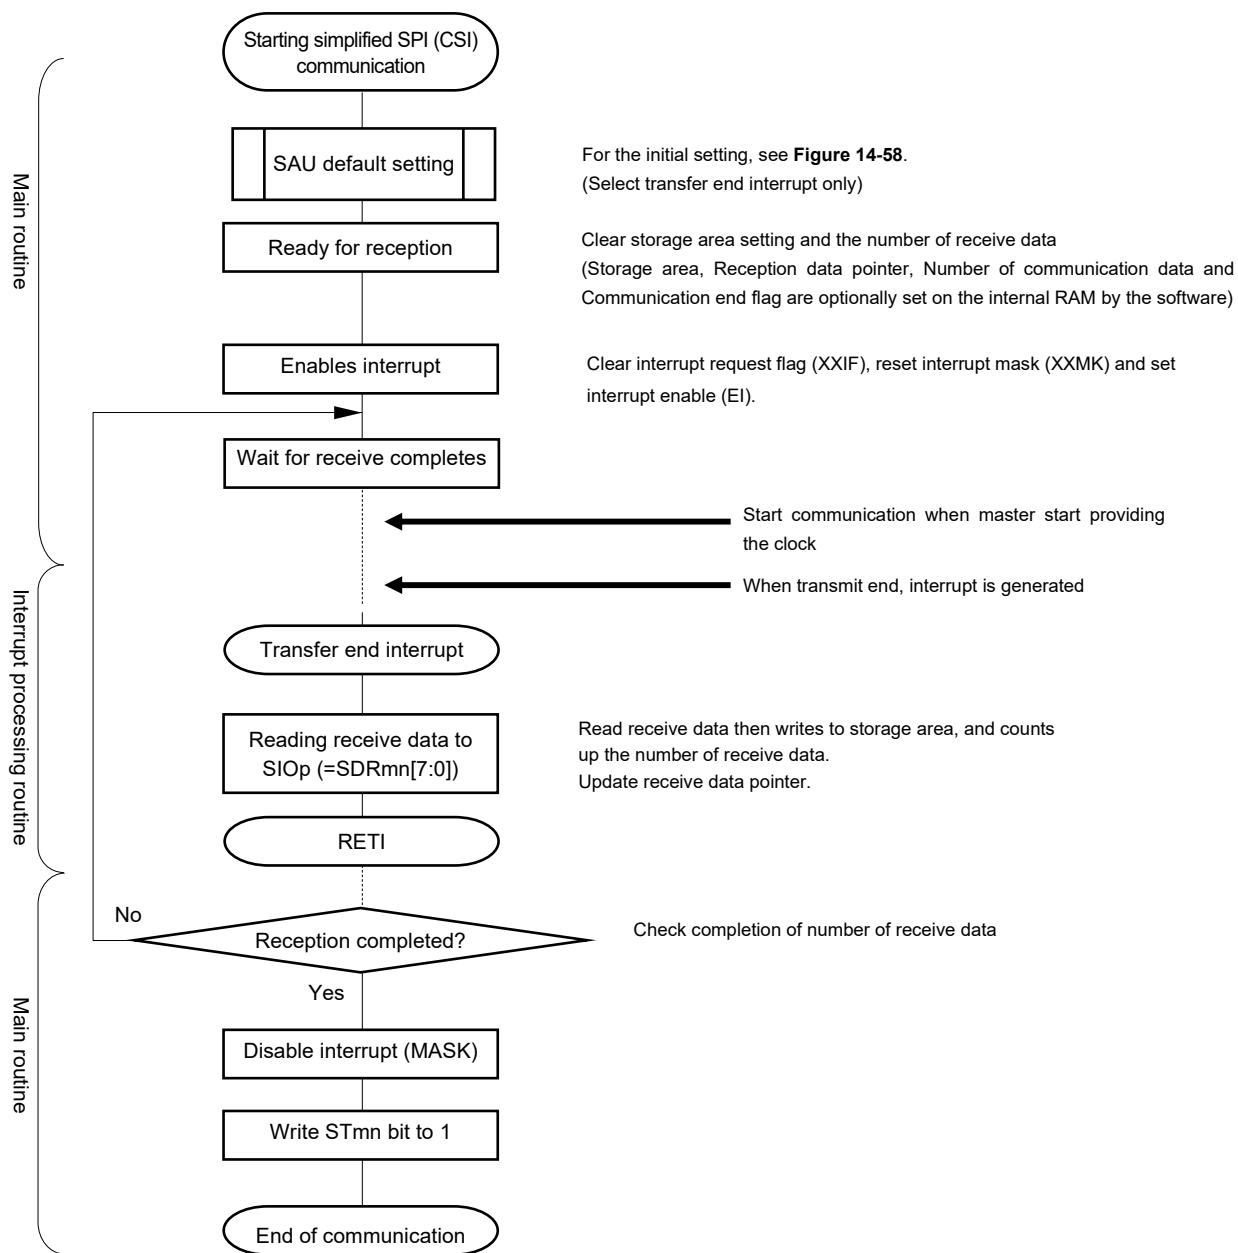 Starting simplified SPI (CSI)
communication
Main routine
SAU default setting
For the initial setting, see Figure 14-58.
(Select transfer end interrupt only)
Ready for reception
Clear storage area setting and the number of receive data
(Storage area, Reception data pointer, Number of communication data and
Communication end flag are optionally set on the internal RAM by the software)
Enables interrupt
Clear interrupt request flag (XXIF), reset interrupt mask (XXMK) and set
interrupt enable (EI).
Wait for receive completes
Start communication when master start providing
the clock
When transmit end, interrupt is generated
Interrupt processing routine
Transfer end interrupt
Reading receive data to
SIOp (=SDRmn[7:0])
Read receive data then writes to storage area, and counts
up the number of receive data.
Update receive data pointer.
RETI
Main routine
No
Reception completed?
Check completion of number of receive data
Yes
Disable interrupt (MASK)
Write STmn bit to 1
End of communication